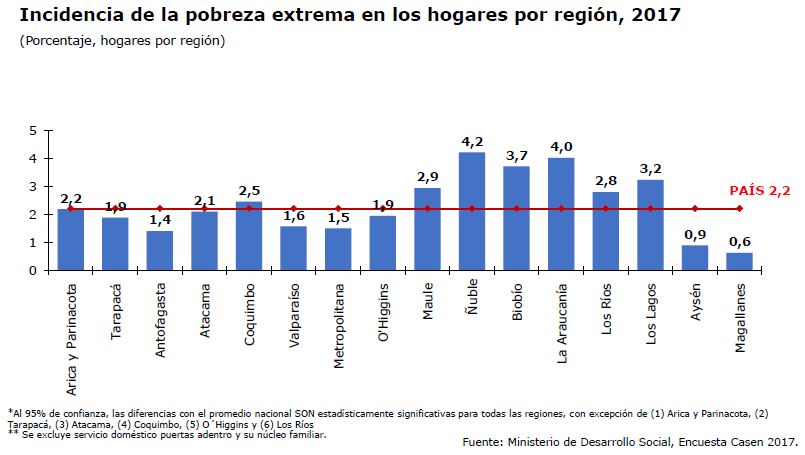 Incidencia de la pobreza extrema en los hogares por región, 2017
(Porcentaje, hogares por región)
5
4
3
2
1
0
2,2
1,9
1,4
2,1
2,5
1,6
1,5
1,9
2,9
4,2
3,7
4,0
2,8
3,2
0,9
0,6
PAÍS 2,2
Arica y Parinacota
Tarapacá
Antofagasta
Atacama
Coquimbo
Valparaíso
Metropolitana
O'Higgins
Maule
Ñuble
Biobío
La Araucanía
Los Ríos
Los Lagos
Aysén
Magallanes
*Al 95% de confianza, las diferencias con el promedio nacional SON estadísticamente significativas para todas las regiones, con excepción de (1) Arica y Parinacota, (2)
Tarapacá, (3) Atacama, (4) Coquimbo, (5) O´Higgins y (6) Los Ríos
** Se excluye servicio doméstico puertas adentro y su núcleo familiar.
Fuente: Ministerio de Desarrollo Social, Encuesta Casen 2017.